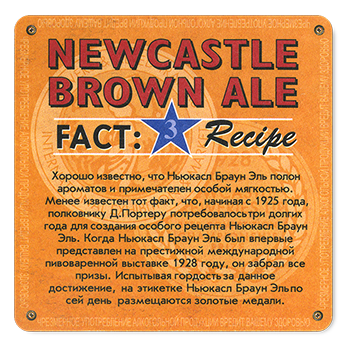 NEWCASTLE
BROWN ALE
FACT: 3 Recipe
Хорошо известно, что Ньюкасл Браун Эль полон
ароматов и примечателен особой мягкостью.
Менее известен тот факт, что, начиная с 1925 года,
полковнику Д.Портеру потребовалось три долгих
года для создания особого рецепта Ньюкасл Браун
Эль. Когда Ньюкасл Браун Эль был впервые
представлен на престижной международной
пивоваренной выставке 1928 году, он забрал все
призы. Испытывая гордость за данное
достижение, на этикетке Ньюкасл Браун Эль по
сей день размещаются золотые медали.